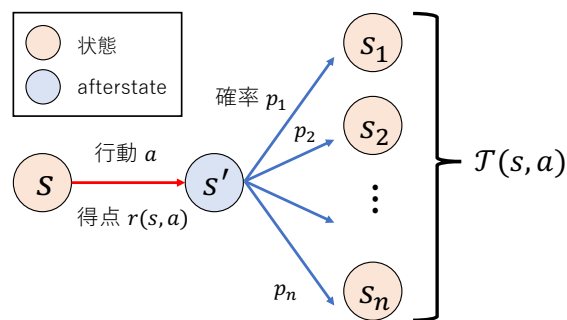 状態
afterstate
確率 p₁
p₂
行動 a
s
s′
得点 r(s, a)
pₙ
s₁
s₂
⋮
sₙ
𝒯(s, a)